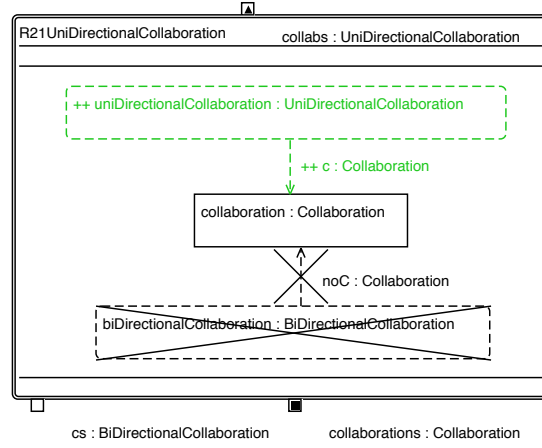 R21UniDirectionalCollaboration
collabs : UniDirectionalCollaboration
++ uniDirectionalCollaboration : UniDirectionalCollaboration
++ c : Collaboration
collaboration : Collaboration
noC : Collaboration
biDirectionalCollaboration : BiDirectionalCollaboration
cs : BiDirectionalCollaboration
collaborations : Collaboration